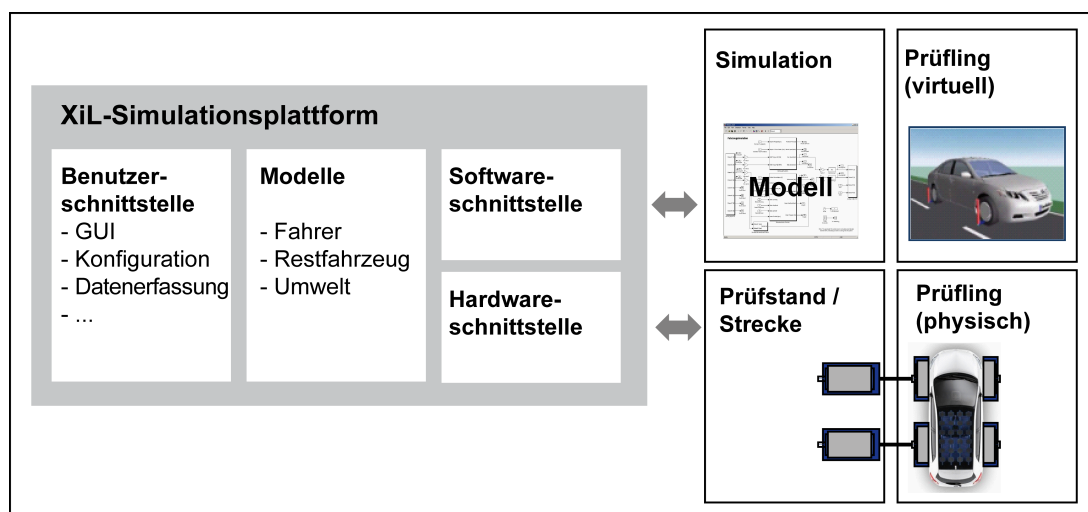 XiL-Simulationsplattform
Benutzer-
schnittstelle
- GUI
- Konfiguration
- Datenerfassung
- ...
Modelle
- Fahrer
- Restfahrzeug
- Umwelt
Software-
schnittstelle
Hardware-
schnittstelle
Simulation
Modell
Prüfling
(virtuell)
Prüfstand /
Strecke
Prüfling
(physisch)